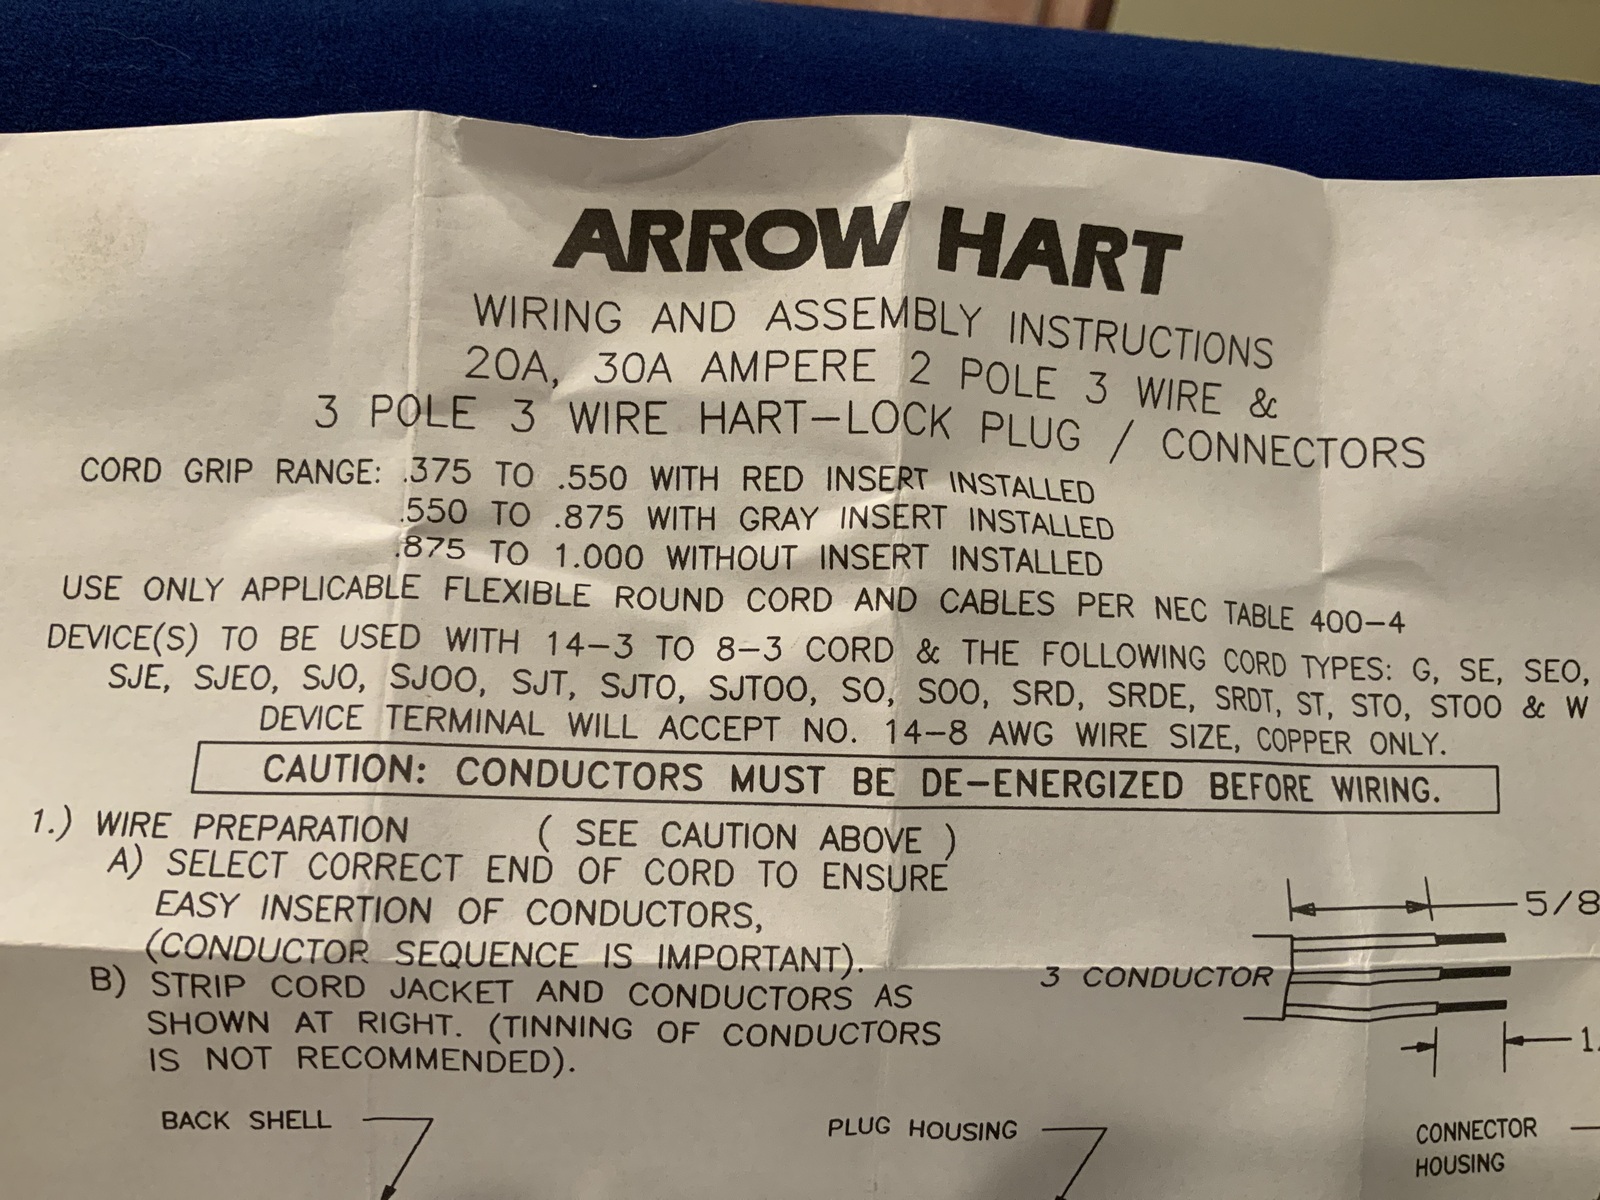 ARROW HART
WIRING AND ASSEMBLY INSTRUCTIONS
20A, 30A AMPERE 2 POLE 3 WIRE &
3 POLE 3 WIRE HART-LOCK PLUG / CONNECTORS
CORD GRIP RANGE: .375 TO .550 WITH RED INSERT INSTALLED
.550 TO .875 WITH GRAY INSERT INSTALLED
.875 TO 1.000 WITHOUT INSERT INSTALLED
USE ONLY APPLICABLE FLEXIBLE ROUND CORD AND CABLES PER NEC TABLE 400-4
DEVICE(S) TO BE USED WITH 14-3 TO 8-3 CORD & THE FOLLOWING CORD TYPES: G, SE, SEO,
SJE, SJEO, SJO, SJOO, SJT, SJTO, SJTOO, SO, SOO, SRD, SRDE, SRDT, ST, STO, STOO & W
DEVICE TERMINAL WILL ACCEPT NO. 14-8 AWG WIRE SIZE, COPPER ONLY.
CAUTION: CONDUCTORS MUST BE DE-ENERGIZED BEFORE WIRING.
1.) WIRE PREPARATION ( SEE CAUTION ABOVE )
A) SELECT CORRECT END OF CORD TO ENSURE
EASY INSERTION OF CONDUCTORS,
(CONDUCTOR SEQUENCE IS IMPORTANT).
B) STRIP CORD JACKET AND CONDUCTORS AS
SHOWN AT RIGHT. (TINNING OF CONDUCTORS
IS NOT RECOMMENDED).
5/8
3 CONDUCTOR
BACK SHELL
PLUG HOUSING
CONNECTOR
HOUSING